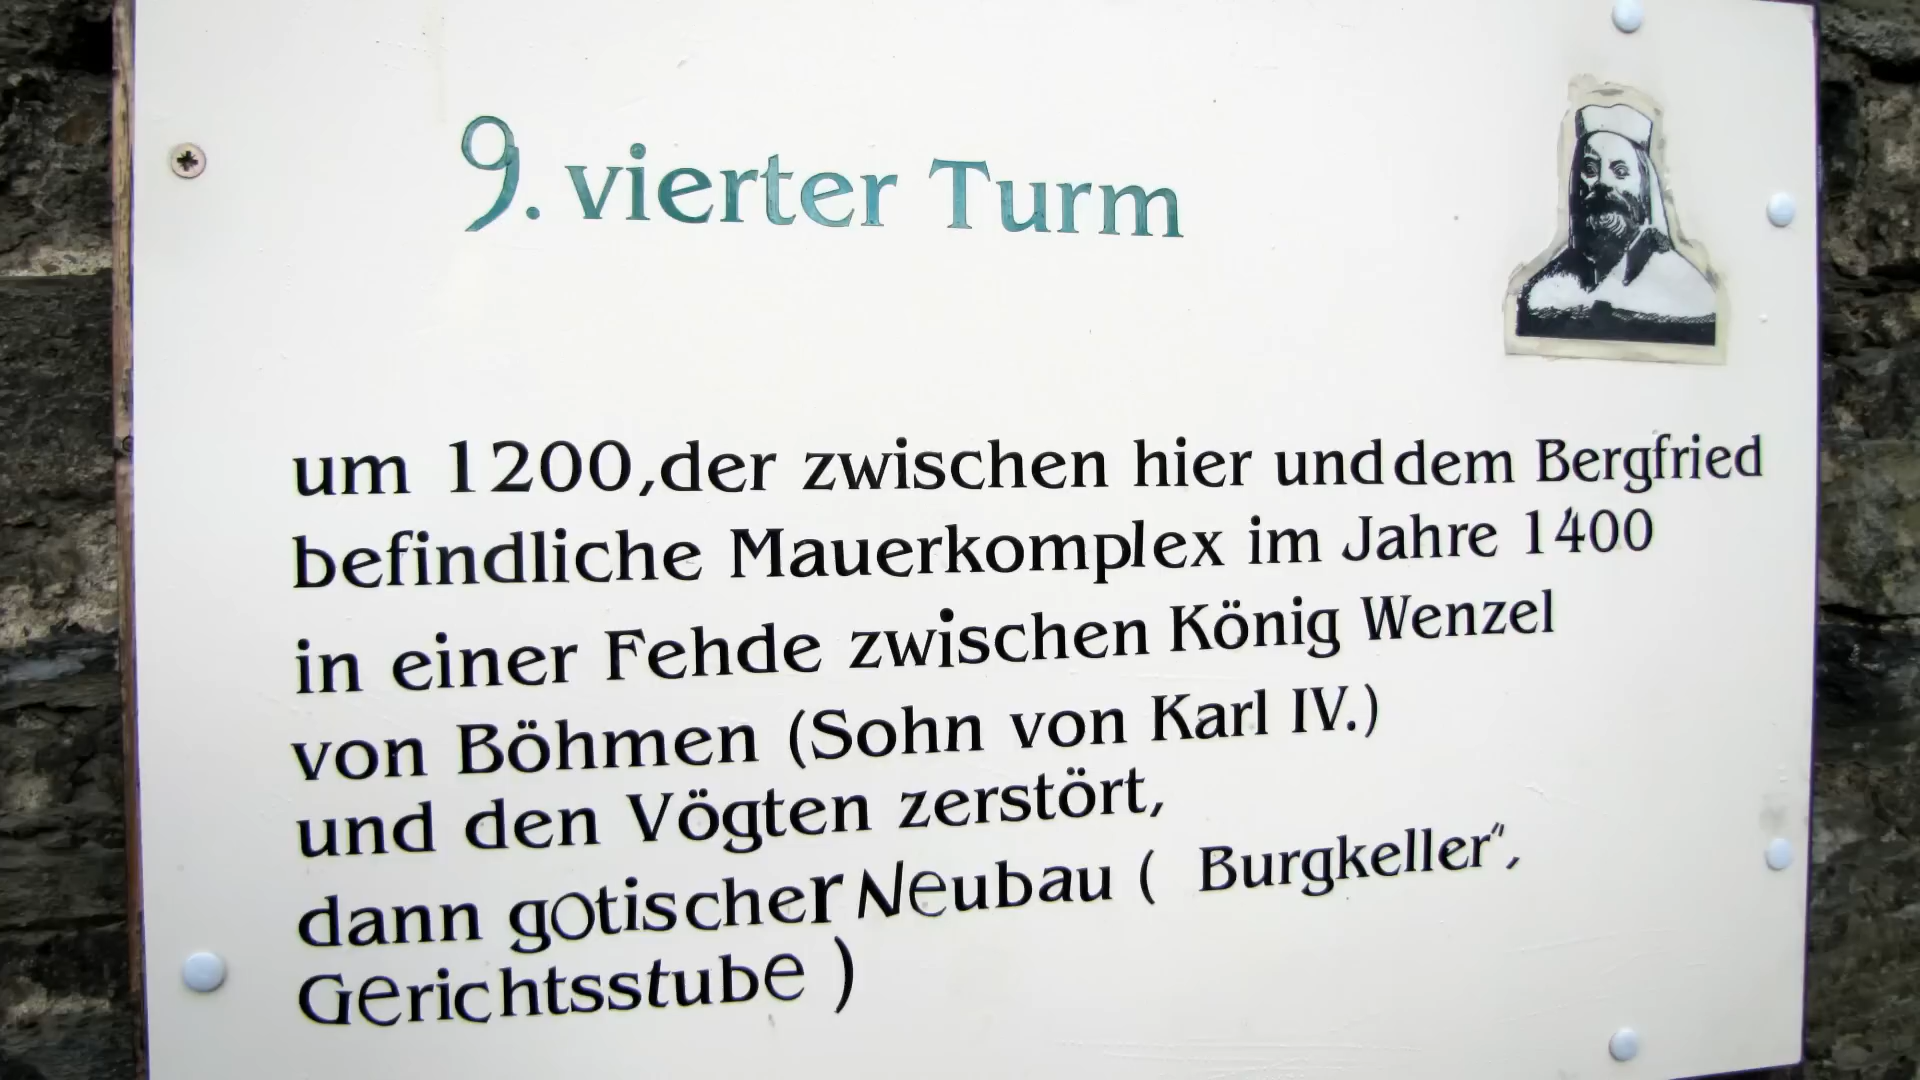 9. vierter Turm
um 1200,der zwischen hier und dem Bergfried
befindliche Mauerkomplex im Jahre 1400
in einer Fehde zwischen König Wenzel
von Böhmen (Sohn von Karl IV.)
und den Vögten zerstört,
dann gotischer Neubau ( Burgkeller",
Gerichtsstube )